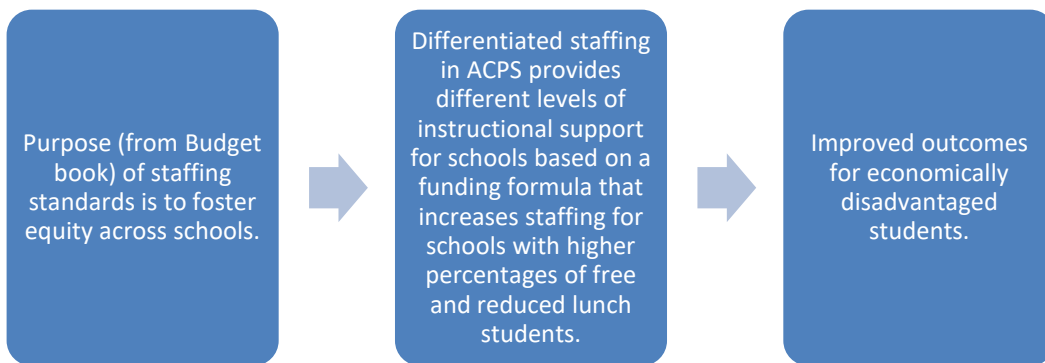 Purpose (from Budget
book) of staffing
standards is to foster
equity across schools.
Differentiated staffing
in ACPS provides
different levels of
instructional support
for schools based on a
funding formula that
increases staffing for
schools with higher
percentages of free
and reduced lunch
students.
Improved outcomes
for economically
disadvantaged
students.